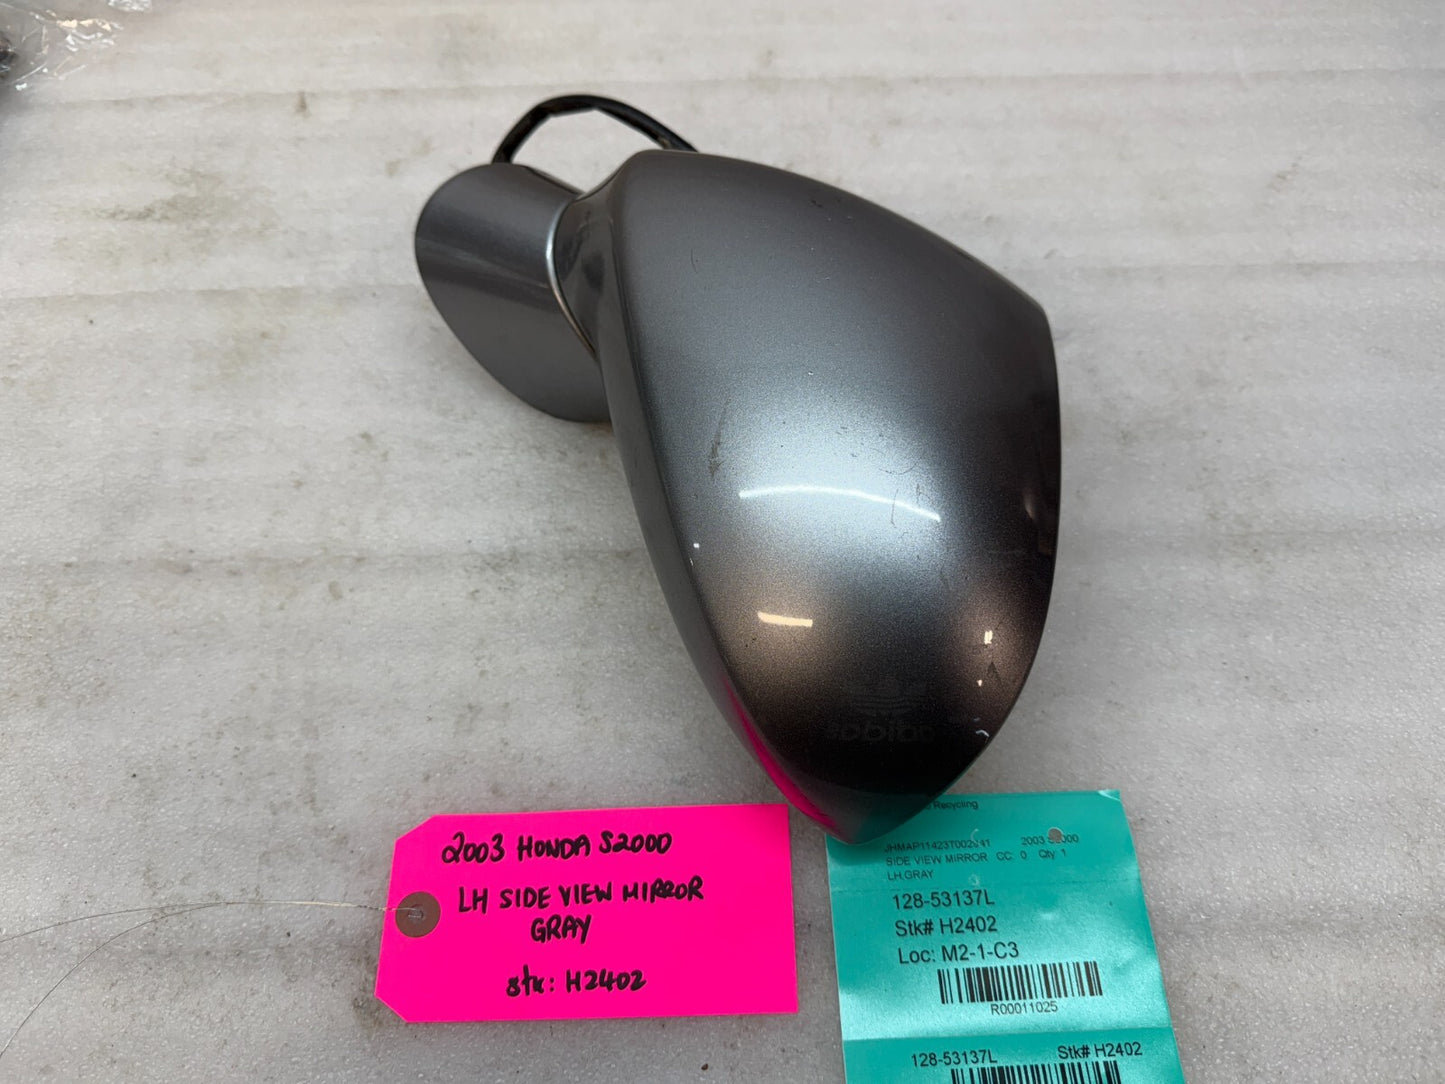 2003 HONDA S2000
LH SIDE VIEW MIRROR
GRAY
stk: H2402
Recycling
2003 S2000
SIDE VIEW MIRROR CC: 0 Qty: 1
LH,GRAY
128-53137L
Stk# H2402
Loc: M2-1-C3
R00011025
128-53137L Stk# H2402